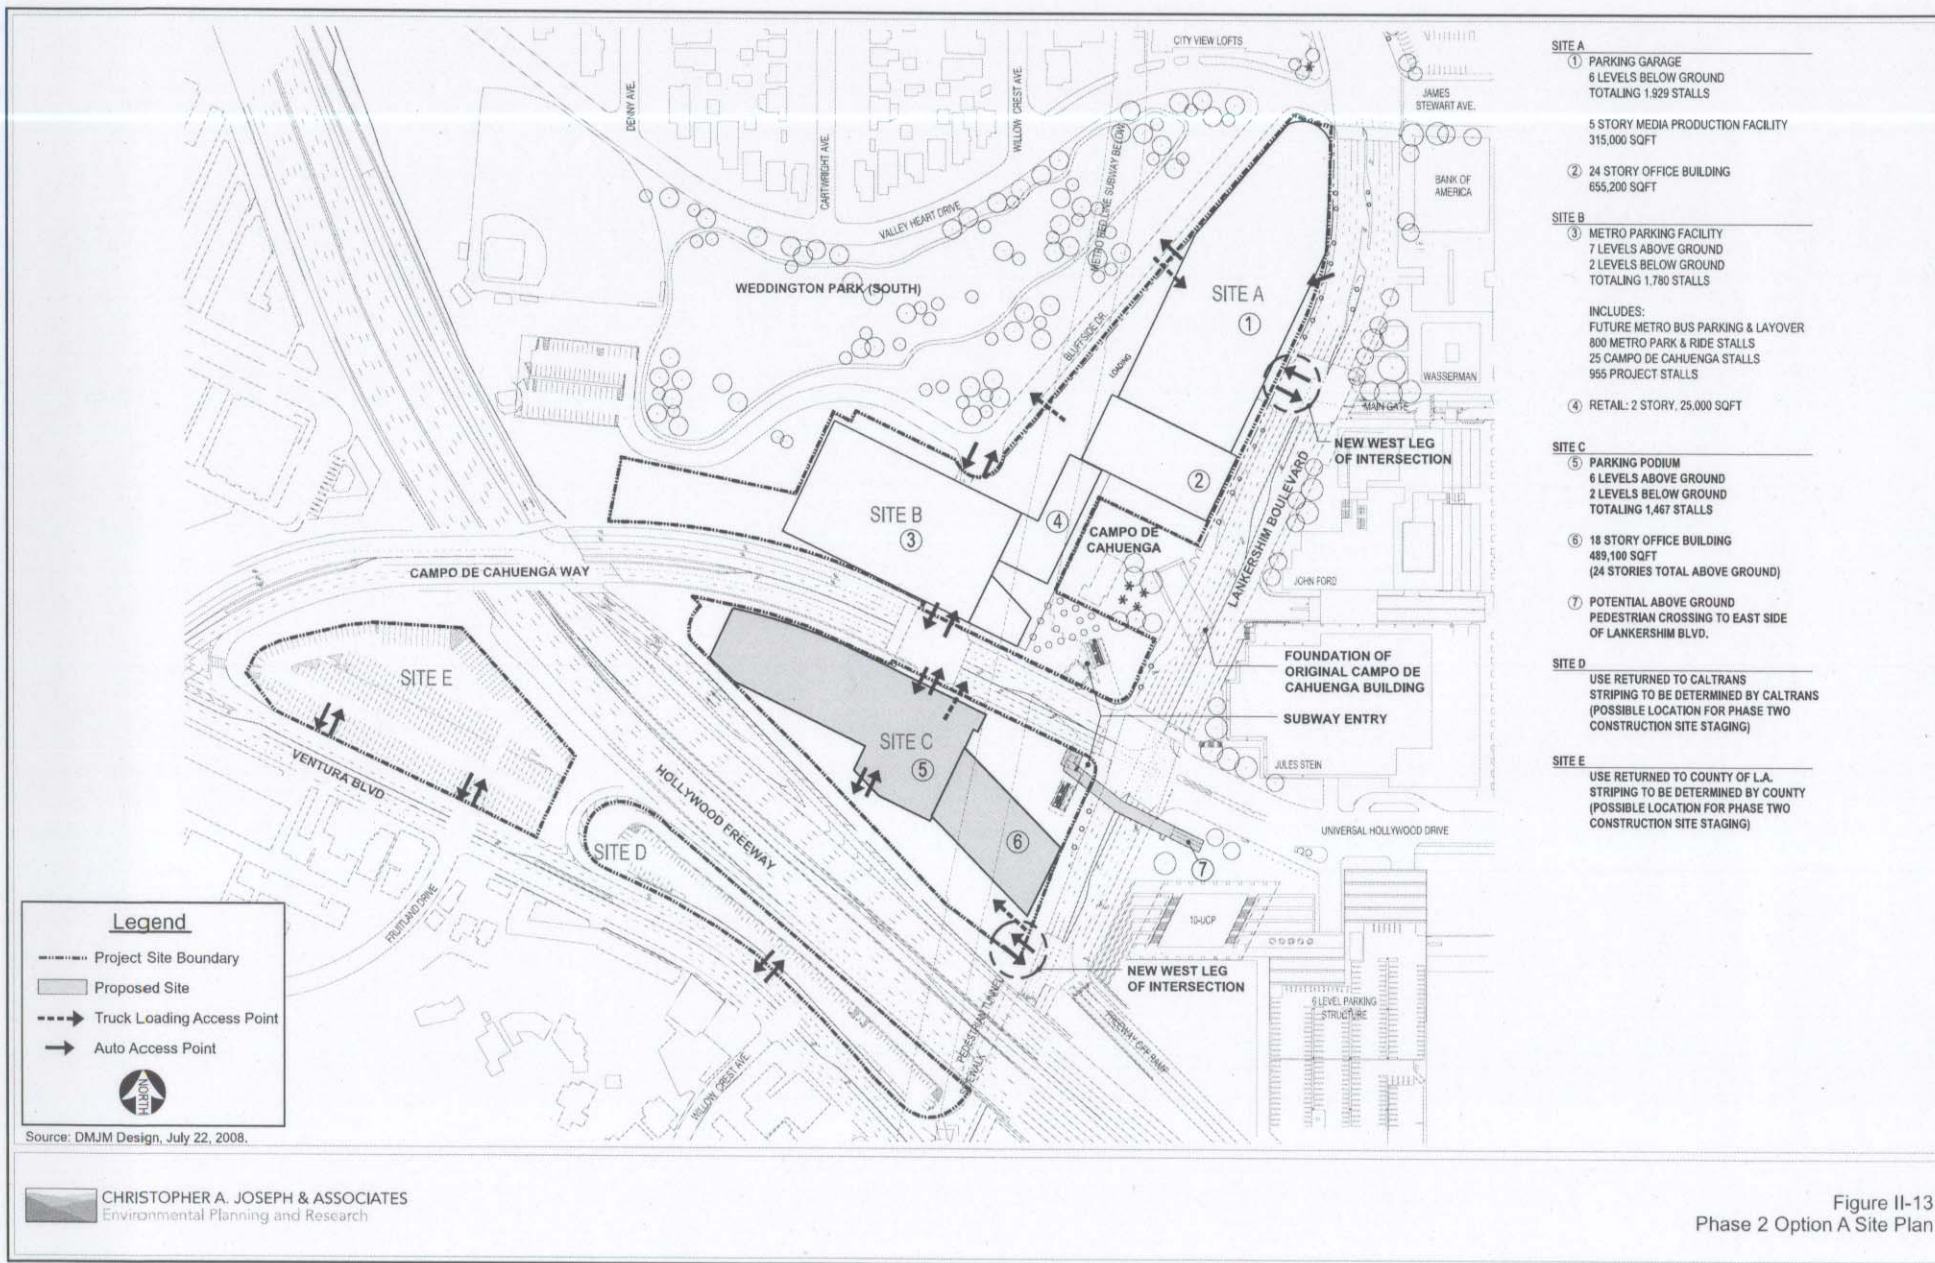 CITY VIEW LOFTS
JAMES
STEWART AVE.
DENNY AVE.
CARTWRIGHT AVE.
WILLOW CREST AVE.
METRO RED LINE SUBWAY BELOW
BANK OF
AMERICA
VALLEY HEART DRIVE
WEDDINGTON PARK (SOUTH)
SITE A
1
BLUFFSIDE DR
LOADING
WASSERMAN
MAIN GATE
NEW WEST LEG
OF INTERSECTION
2
SITE B
3
4
CAMPO DE
CAHUENGA
LANKERSHIM BOULEVARD
CAMPO DE CAHUENGA WAY
JOHN FORD
FOUNDATION OF
ORIGINAL CAMPO DE
CAHUENGA BUILDING
SUBWAY ENTRY
SITE E
SITE C
5
VENTURA BLVD
HOLLYWOOD FREEWAY
JULES STEIN
UNIVERSAL HOLLYWOOD DRIVE
6
7
SITE D
FRUITLAND DRIVE
10-UCP
NEW WEST LEG
OF INTERSECTION
6 LEVEL PARKING
STRUCTURE
PEDESTRIAN TUNNEL
SIDEWALK
FREEWAY OFF RAMP
WILLOW CREST AVE.
SITE A
1 PARKING GARAGE
6 LEVELS BELOW GROUND
TOTALING 1.929 STALLS
5 STORY MEDIA PRODUCTION FACILITY
315,000 SQFT
2 24 STORY OFFICE BUILDING
655,200 SQFT
SITE B
3 METRO PARKING FACILITY
7 LEVELS ABOVE GROUND
2 LEVELS BELOW GROUND
TOTALING 1,780 STALLS
INCLUDES:
FUTURE METRO BUS PARKING & LAYOVER
800 METRO PARK & RIDE STALLS
25 CAMPO DE CAHUENGA STALLS
955 PROJECT STALLS
4 RETAIL: 2 STORY, 25,000 SQFT
SITE C
5 PARKING PODIUM
6 LEVELS ABOVE GROUND
2 LEVELS BELOW GROUND
TOTALING 1,467 STALLS
6 18 STORY OFFICE BUILDING
489,100 SQFT
(24 STORIES TOTAL ABOVE GROUND)
7 POTENTIAL ABOVE GROUND
PEDESTRIAN CROSSING TO EAST SIDE
OF LANKERSHIM BLVD.
SITE D
USE RETURNED TO CALTRANS
STRIPING TO BE DETERMINED BY CALTRANS
(POSSIBLE LOCATION FOR PHASE TWO
CONSTRUCTION SITE STAGING)
SITE E
USE RETURNED TO COUNTY OF L.A.
STRIPING TO BE DETERMINED BY COUNTY
(POSSIBLE LOCATION FOR PHASE TWO
CONSTRUCTION SITE STAGING)
Legend
Project Site Boundary
Proposed Site
Truck Loading Access Point
Auto Access Point
NORTH
Source: DMJM Design, July 22, 2008.
CHRISTOPHER A. JOSEPH & ASSOCIATES
Environmental Planning and Research
Figure II-13
Phase 2 Option A Site Plan